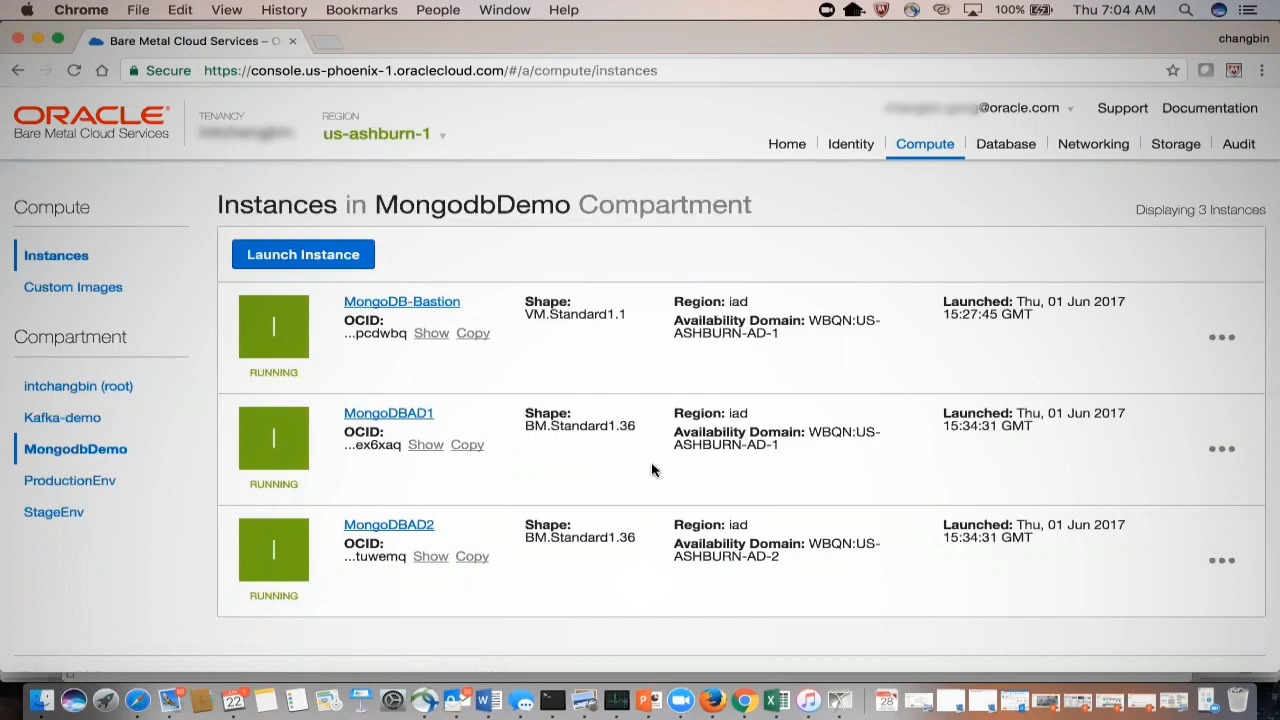 Chrome File Edit View History Bookmarks People Window Help 100% Thu 7:04 AM
Bare Metal Cloud Services – O
changbin
Secure https://console.us-phoenix-1.oraclecloud.com/#/a/compute/instances
ORACLE
Bare Metal Cloud Services
TENANCY
REGION
us-ashburn-1
@oracle.com Support Documentation
Home Identity Compute Database Networking Storage Audit
Compute
Instances
Custom Images
Compartment
intchangbin (root)
Kafka-demo
MongodbDemo
ProductionEnv
StageEnv
Instances in MongodbDemo Compartment
Displaying 3 Instances
Launch Instance
RUNNING
MongoDB-Bastion
OCID:
...pcdwbq Show Copy
Shape:
VM.Standard1.1
Region: iad
Availability Domain: WBQN:US-
ASHBURN-AD-1
Launched: Thu, 01 Jun 2017
15:27:45 GMT
RUNNING
MongoDBAD1
OCID:
...ex6xaq Show Copy
Shape:
BM.Standard1.36
Region: iad
Availability Domain: WBQN:US-
ASHBURN-AD-1
Launched: Thu, 01 Jun 2017
15:34:31 GMT
RUNNING
MongoDBAD2
OCID:
...tuwemq Show Copy
Shape:
BM.Standard1.36
Region: iad
Availability Domain: WBQN:US-
ASHBURN-AD-2
Launched: Thu, 01 Jun 2017
15:34:31 GMT